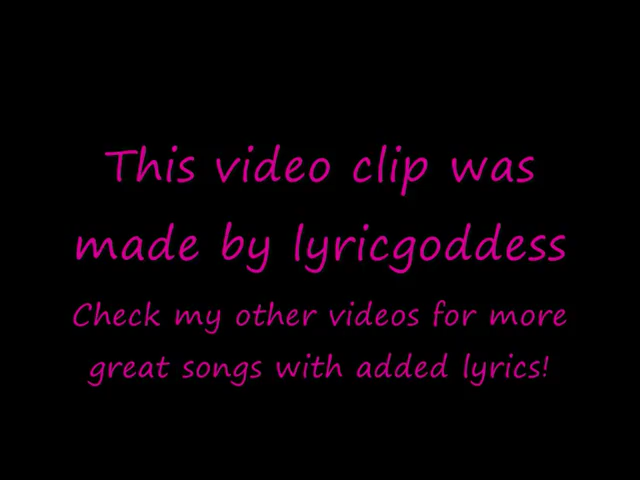 This video clip was
made by lyricgoddess
Check my other videos for more
great songs with added lyrics!